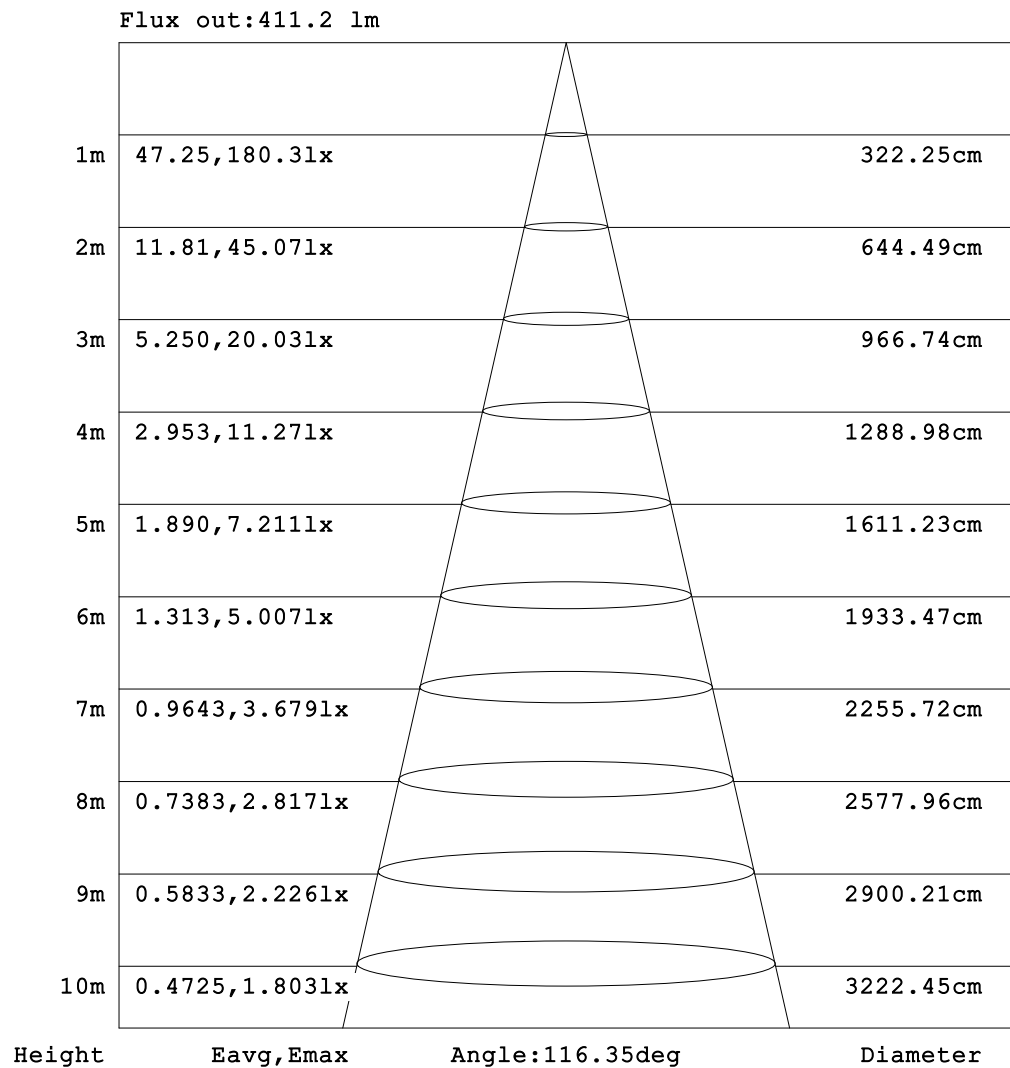 Flux out:411.2 lm
1m 47.25,180.3lx 322.25cm
2m 11.81,45.07lx 644.49cm
3m 5.250,20.03lx 966.74cm
4m 2.953,11.27lx 1288.98cm
5m 1.890,7.211lx 1611.23cm
6m 1.313,5.007lx 1933.47cm
7m 0.9643,3.679lx 2255.72cm
8m 0.7383,2.817lx 2577.96cm
9m 0.5833,2.226lx 2900.21cm
10m 0.4725,1.803lx 3222.45cm
Height Eavg,Emax Angle:116.35deg Diameter